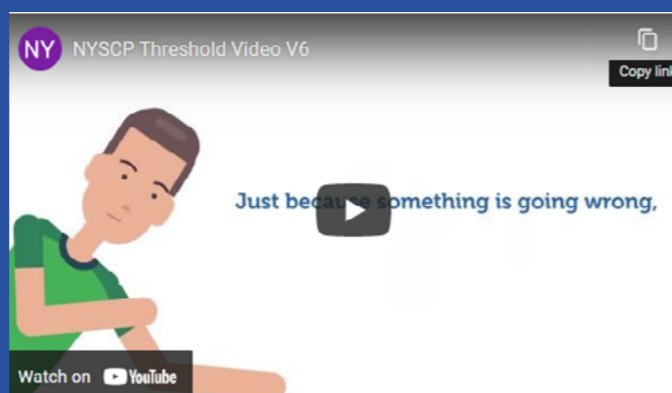 NY NYSCP Threshold Video V6
Copy link
Just because something is going wrong,
Watch on YouTube